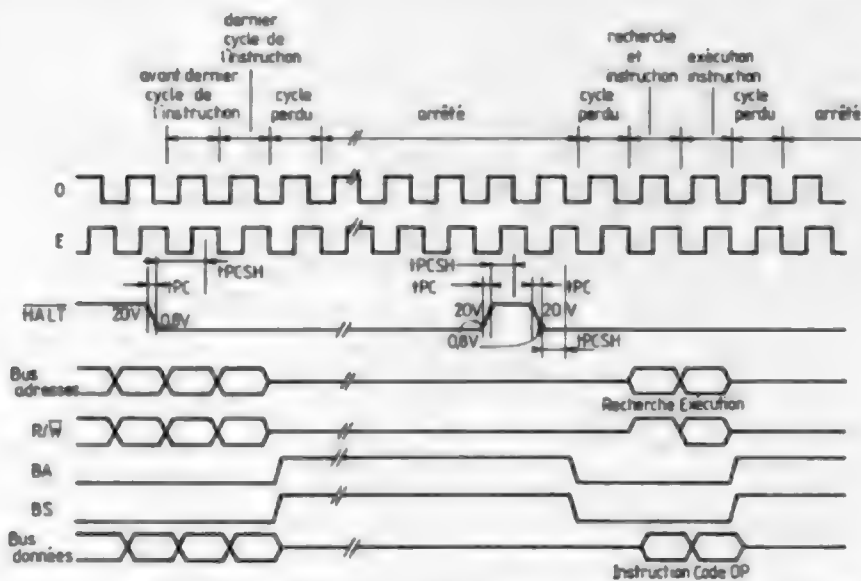 dernier
cycle de
l'instruction
avant dernier
cycle de
l'instruction
cycle
perdu
arrêté
cycle perdu
recherche
et
instruction
exécution
instruction
cycle
perdu
arrêté
Q
E
tPCSH
tPC
HALT
2.0V
0.8V
tPCSH
tPC
2.0V
0,8V
tPC
2.0V
tPCSH
Bus
adresses
Recherche Exécution
R/W
BA
BS
Bus
données
Instruction Code OP